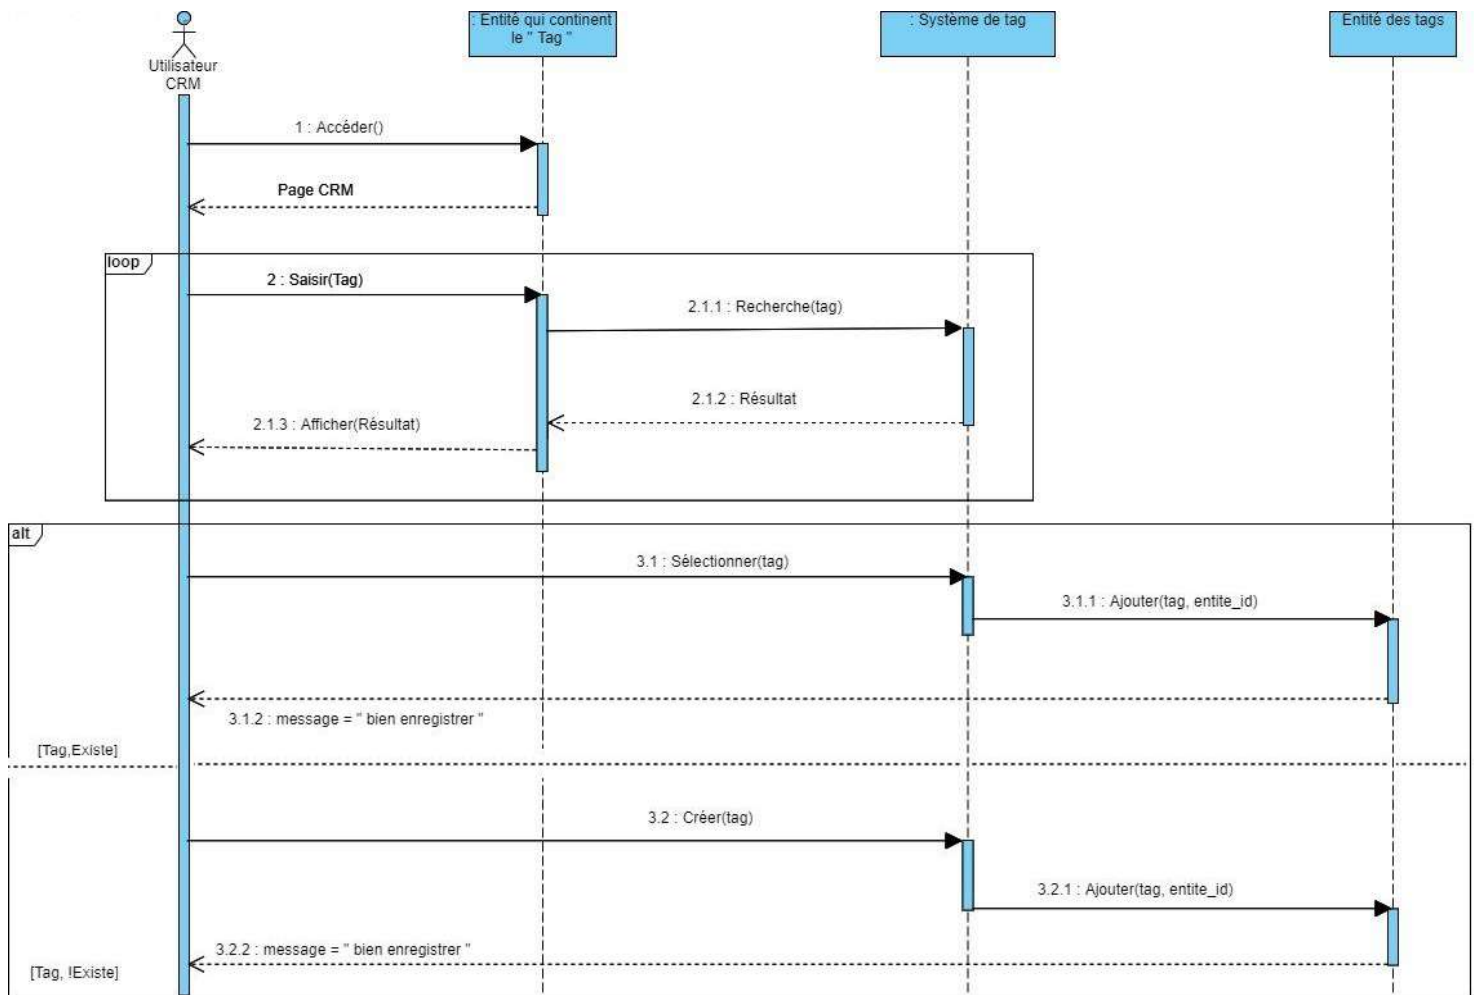 : Entité qui continent
le " Tag "
: Système de tag
Entité des tags
Utilisateur
CRM
1 : Accéder()
Page CRM
loop
2 : Saisir(Tag)
2.1.1 : Recherche(tag)
2.1.2 : Résultat
2.1.3 : Afficher(Résultat)
alt
3.1 : Sélectionner(tag)
3.1.1 : Ajouter(tag, entite_id)
3.1.2 : message = " bien enregistrer "
[Tag,Existe]
3.2 : Créer(tag)
3.2.1 : Ajouter(tag, entite_id)
3.2.2 : message = " bien enregistrer "
[Tag, !Existe]